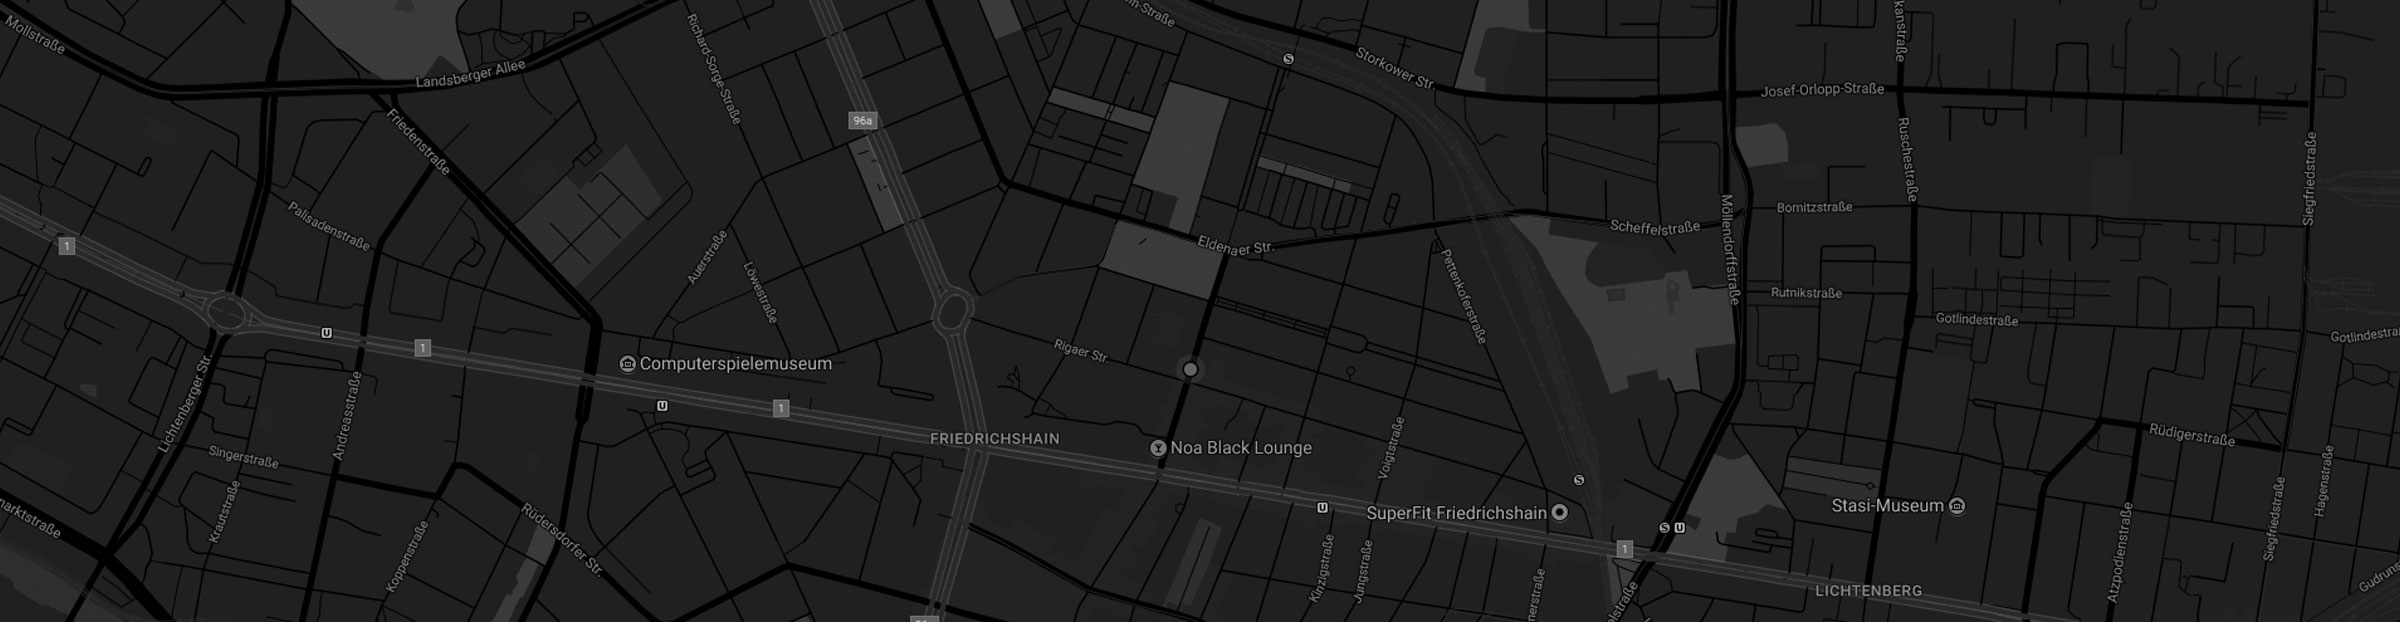 Mollstraße
Landsberger Allee
Richard-Sorge-Straße
Storkower Str.
Josef-Orlopp-Straße
96a
Friedenstraße
Ruschestraße
Siegfriedstraße
Palisadenstraße
1
Auerstraße
Löwestraße
Eldenaer Str.
Scheffelstraße
Möllendorffstraße
Bornitzstraße
Pettenkoferstraße
Rutnikstraße
Gotlindestraße
U
1
Computerspielemuseum
Rigaer Str.
U
1
Lichtenberger Str.
Andreasstraße
FRIEDRICHSHAIN
Noa Black Lounge
Voigtstraße
Rüdigerstraße
Singerstraße
S
S
Krautstraße
Koppenstraße
Rüdersdorfer Str.
U
SuperFit Friedrichshain
S U
1
Stasi-Museum
Hagenstraße
Siegfriedstraße
Atzpodienstraße
Kinzigstraße
Jungstraße
LICHTENBERG